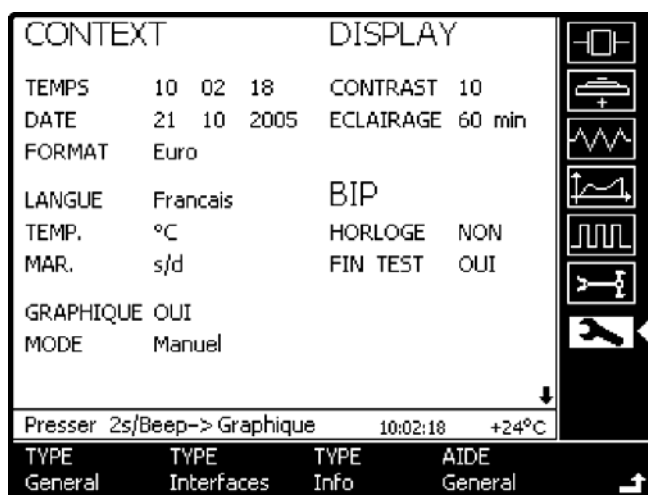 CONTEXT DISPLAY
TEMPS 10 02 18 CONTRAST 10
DATE 21 10 2005 ECLAIRAGE 60 min
FORMAT Euro
LANGUE Francais BIP
TEMP. °C HORLOGE NON
MAR. s/d FIN TEST OUI
GRAPHIQUE OUI
MODE Manuel
Presser 2s/Beep-> Graphique 10:02:18 +24°C
TYPE TYPE TYPE AIDE
General Interfaces Info General